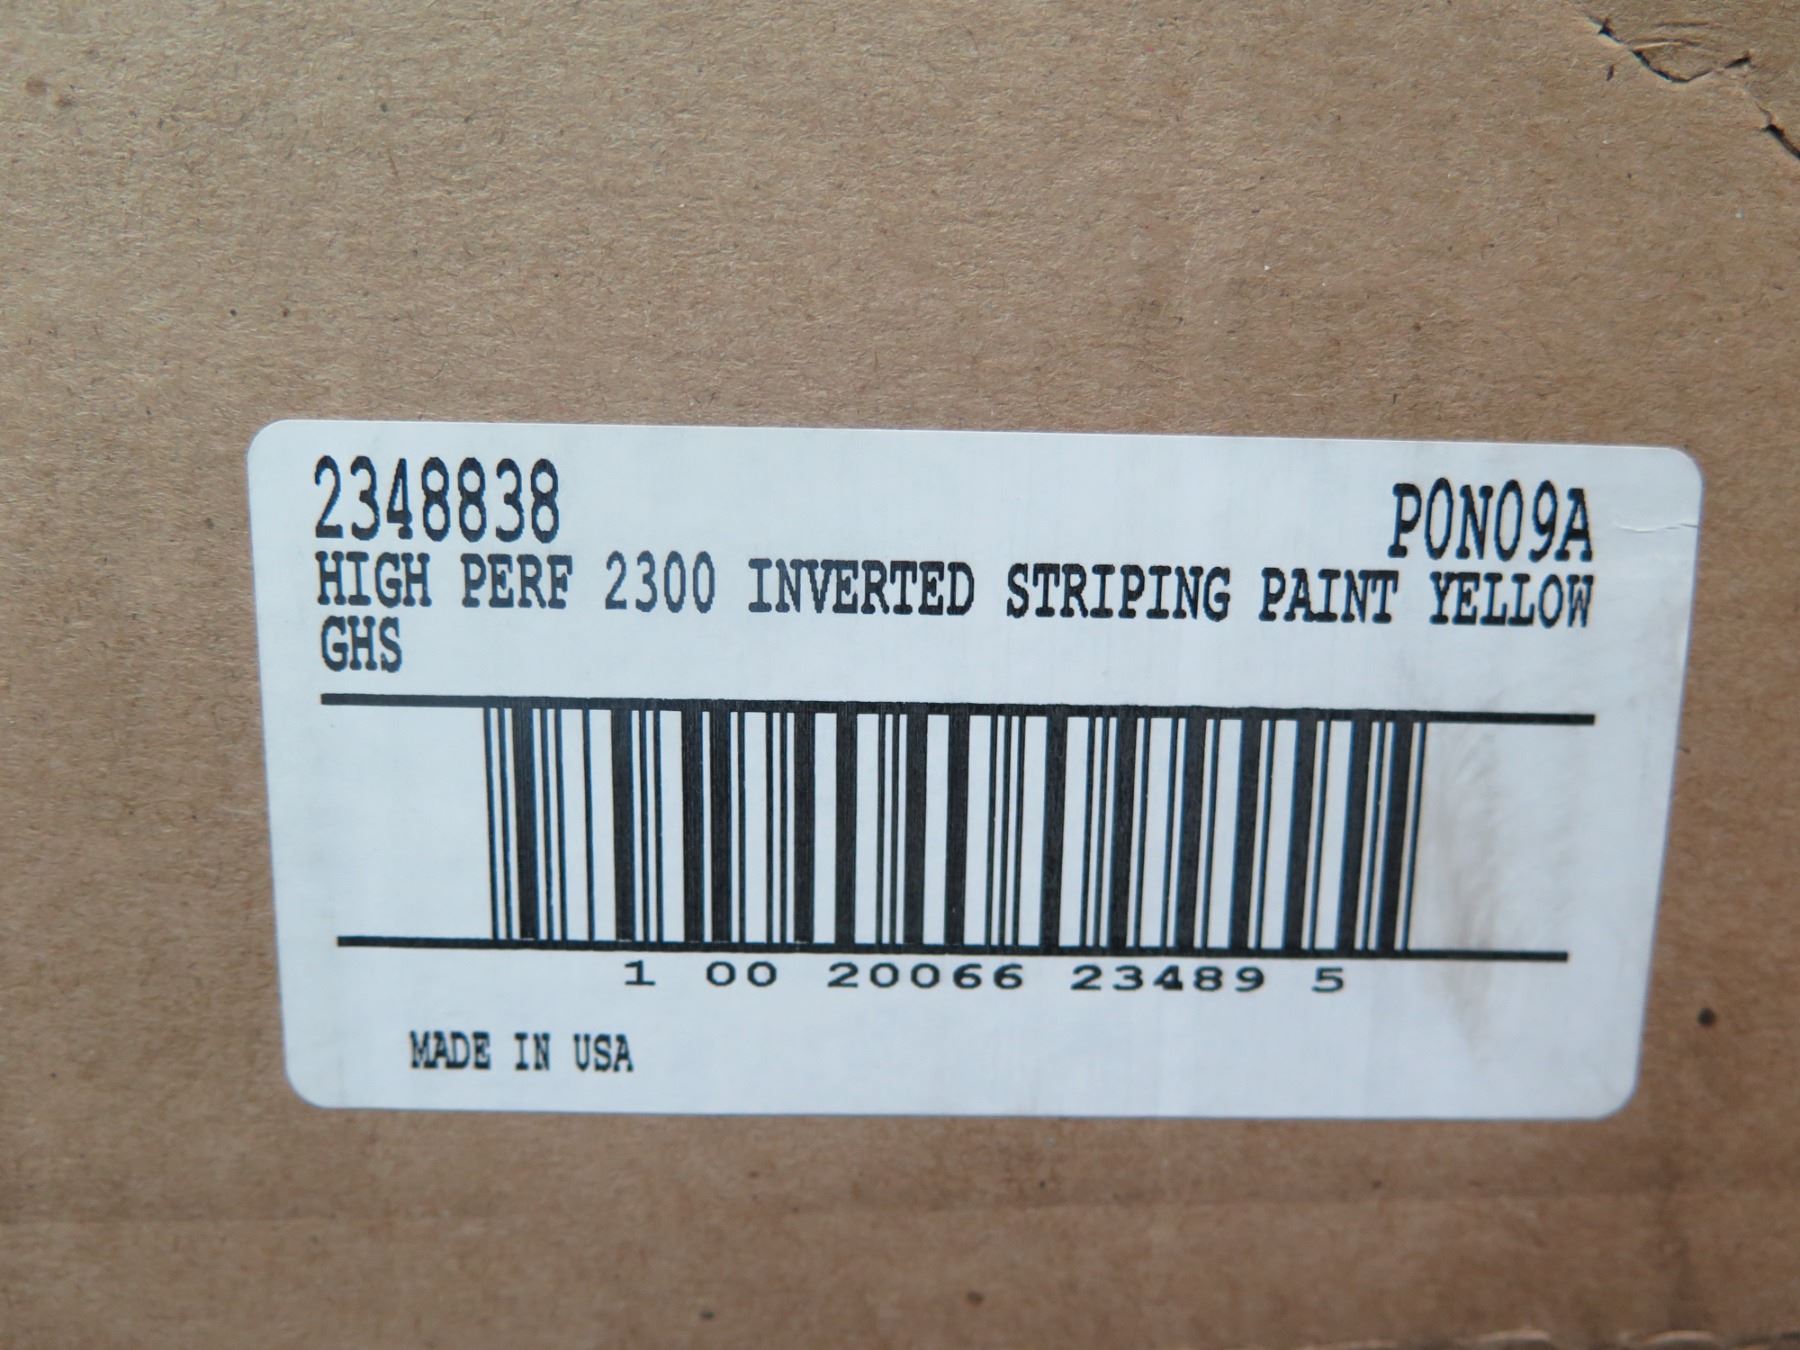 2348838 P0N09A
HIGH PERF 2300 INVERTED STRIPING PAINT YELLOW
GHS
1 00 20066 23489 5
MADE IN USA